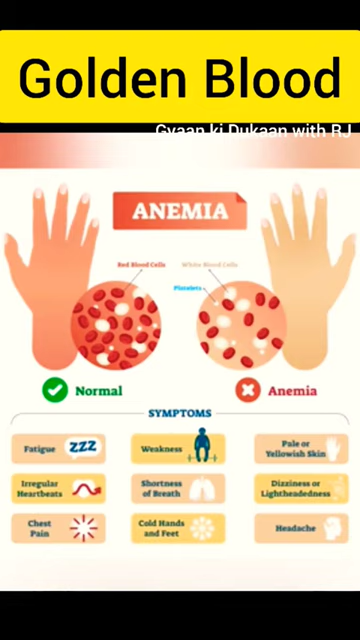 Golden Blood
Gyaan ki Dukaan with RJ
ANEMIA
Red Blood Cells
White Blood Cells
Platelets
Normal
Anemia
SYMPTOMS
Fatigue
ZZZ
Weakness
Pale or
Yellowish Skin
Irregular
Heartbeats
Shortness
of Breath
Dizziness or
Lightheadedness
Chest
Pain
Cold Hands
and Feet
Headache